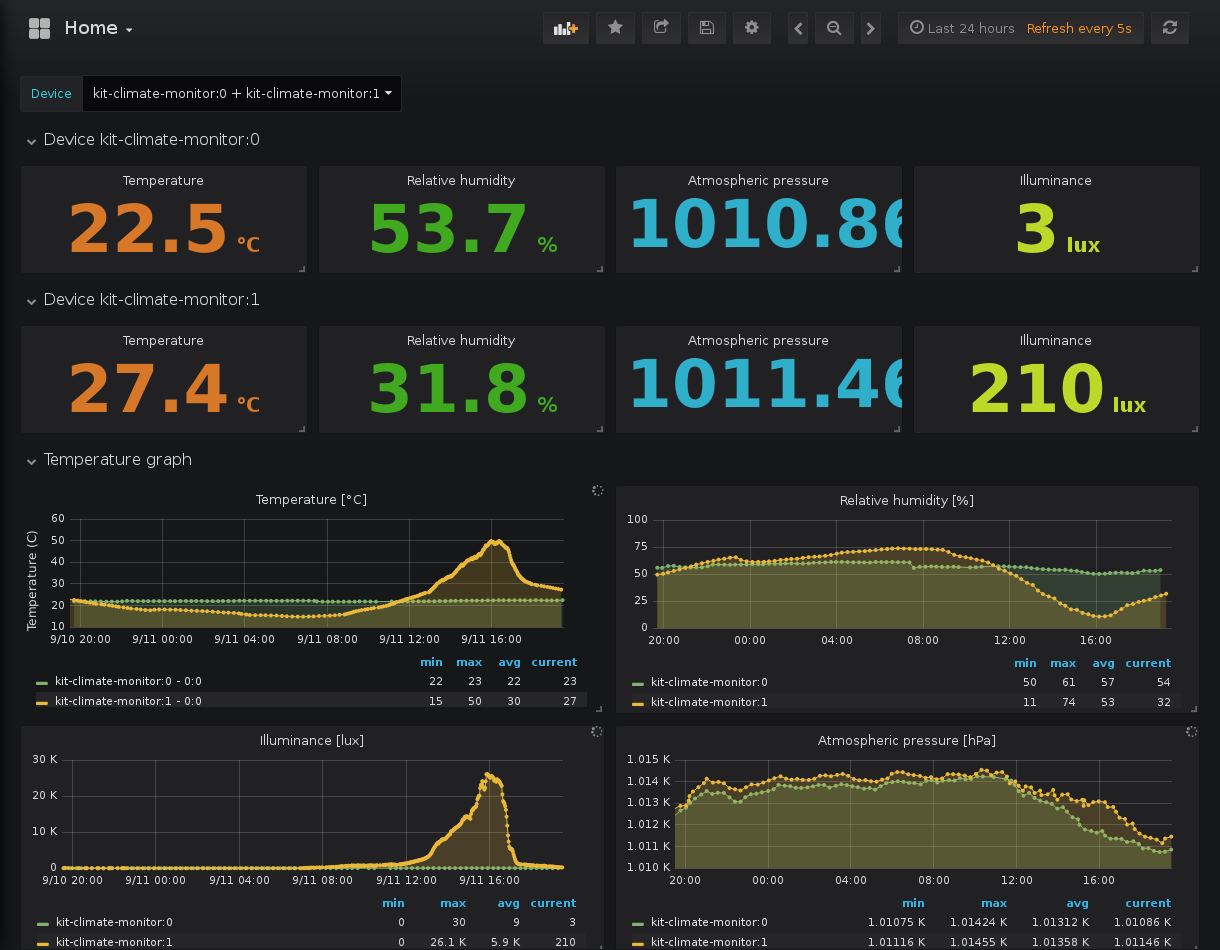 Home
Last 24 hours Refresh every 5s
Device kit-climate-monitor:0 + kit-climate-monitor:1
Device kit-climate-monitor:0
Temperature Relative humidity Atmospheric pressure Illuminance
22.5 °C 53.7 % 1010.86 3 lux
Device kit-climate-monitor:1
Temperature Relative humidity Atmospheric pressure Illuminance
27.4 °C 31.8 % 1011.46 210 lux
Temperature graph
Temperature [°C]
Temperature (C)
60
50
40
30
20
10
9/10 20:00 9/11 00:00 9/11 04:00 9/11 08:00 9/11 12:00 9/11 16:00
min max avg current
kit-climate-monitor:0 - 0:0 22 23 22 23
kit-climate-monitor:1 - 0:0 15 50 30 27
Relative humidity [%]
100
75
50
25
0
20:00 00:00 04:00 08:00 12:00 16:00
min max avg current
kit-climate-monitor:0 50 61 57 54
kit-climate-monitor:1 11 74 53 32
Illuminance [lux]
30 K
20 K
10 K
0
9/10 20:00 9/11 00:00 9/11 04:00 9/11 08:00 9/11 12:00 9/11 16:00
min max avg current
kit-climate-monitor:0 0 30 9 3
kit-climate-monitor:1 0 26.1 K 5.9 K 210
Atmospheric pressure [hPa]
1.015 K
1.014 K
1.013 K
1.012 K
1.011 K
1.010 K
20:00 00:00 04:00 08:00 12:00 16:00
min max avg current
kit-climate-monitor:0 1.01075 K 1.01424 K 1.01312 K 1.01086 K
kit-climate-monitor:1 1.01116 K 1.01455 K 1.01358 K 1.01146 K